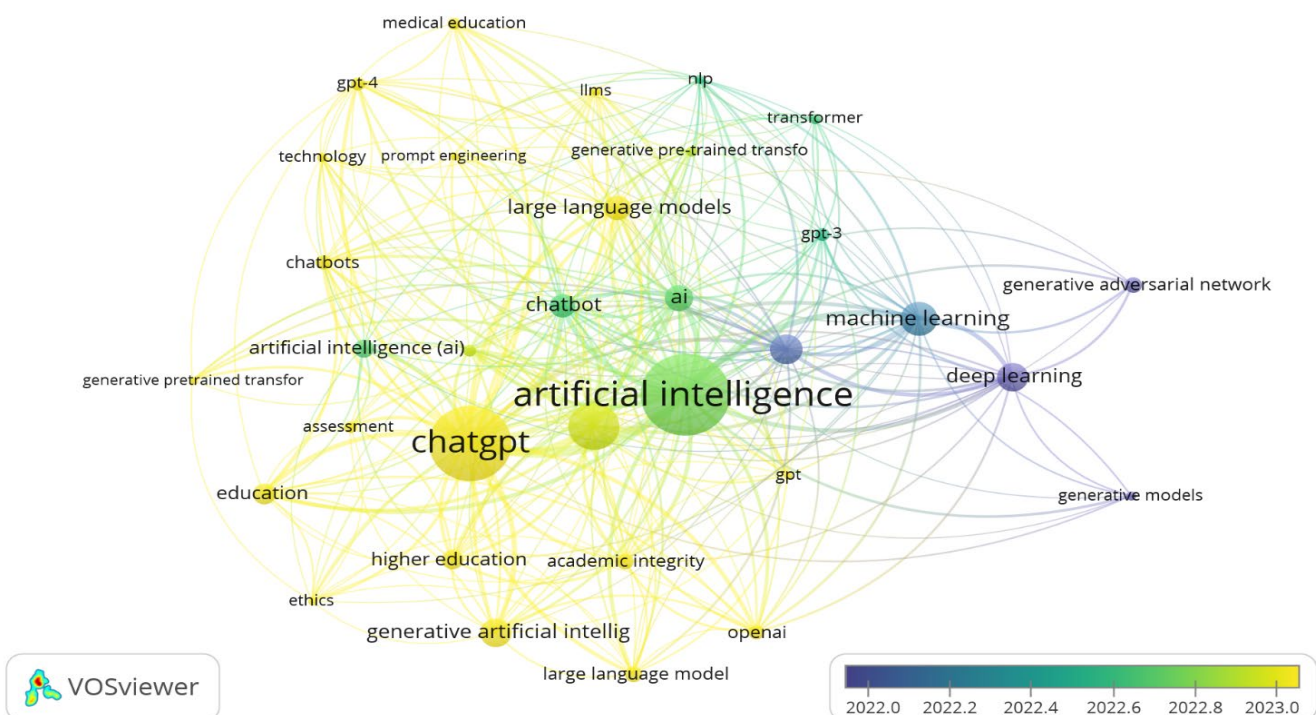 medical education
gpt-4
nlp
llms
transformer
technology
prompt engineering
generative pre-trained transfo
large language models
gpt-3
chatbots
generative adversarial network
chatbot
ai
machine learning
artificial intelligence (ai)
deep learning
generative pretrained transfor
artificial intelligence
assessment
chatgpt
gpt
education
generative models
higher education
academic integrity
ethics
generative artificial intellig
openai
large language model
VOSviewer
2022.0 2022.2 2022.4 2022.6 2022.8 2023.0